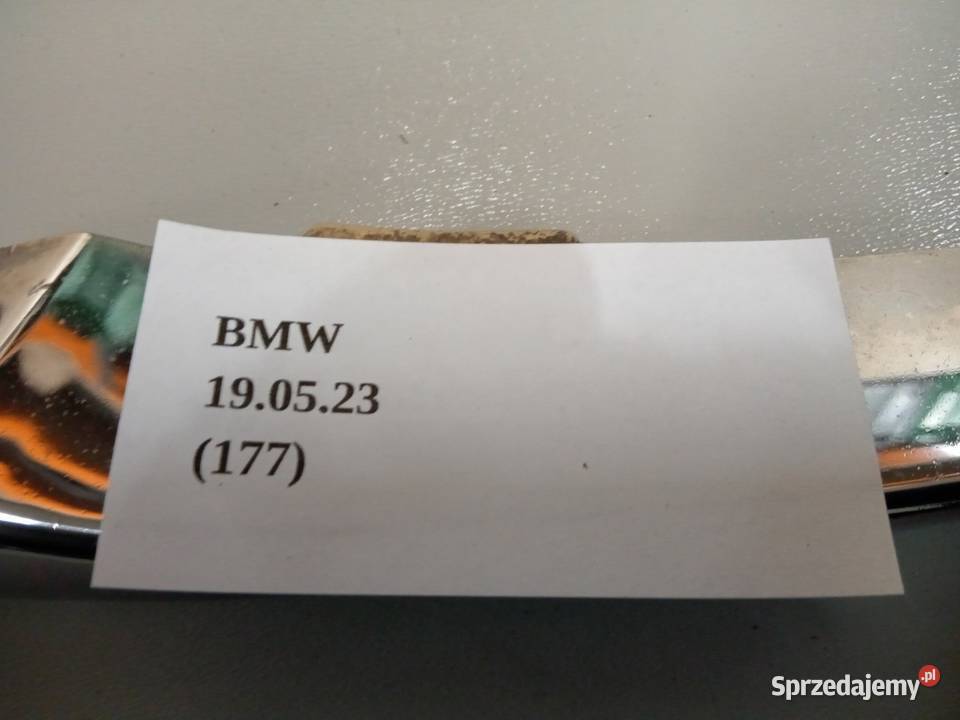 BMW
19.05.23
(177)
Sprzedajemy.pl